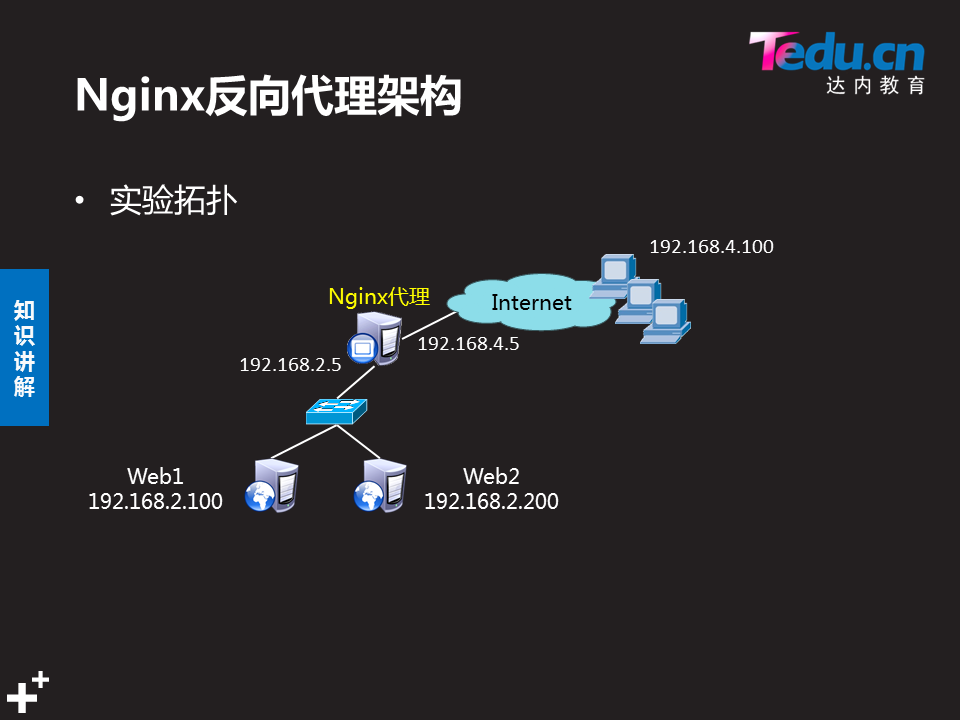 Tedu.cn
达内教育
Nginx反向代理架构
• 实验拓扑
知识讲解
192.168.4.100
Nginx代理
Internet
192.168.4.5
192.168.2.5
Web1
192.168.2.100
Web2
192.168.2.200